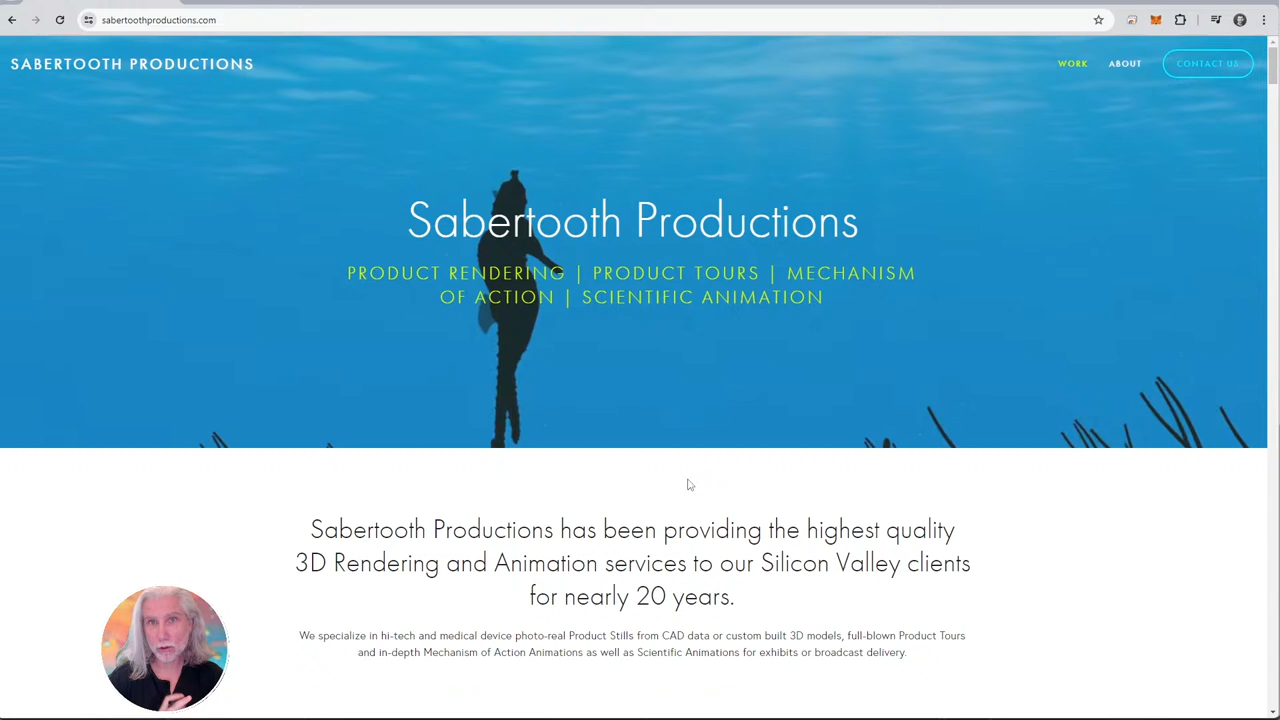 sabertoothproductions.com
SABERTOOTH PRODUCTIONS
WORK
ABOUT
CONTACT US
Sabertooth Productions
PRODUCT RENDERING | PRODUCT TOURS | MECHANISM
OF ACTION | SCIENTIFIC ANIMATION
Sabertooth Productions has been providing the highest quality
3D Rendering and Animation services to our Silicon Valley clients
for nearly 20 years.
We specialize in hi-tech and medical device photo-real Product Stills from CAD data or custom built 3D models, full-blown Product Tours
and in-depth Mechanism of Action Animations as well as Scientific Animations for exhibits or broadcast delivery.